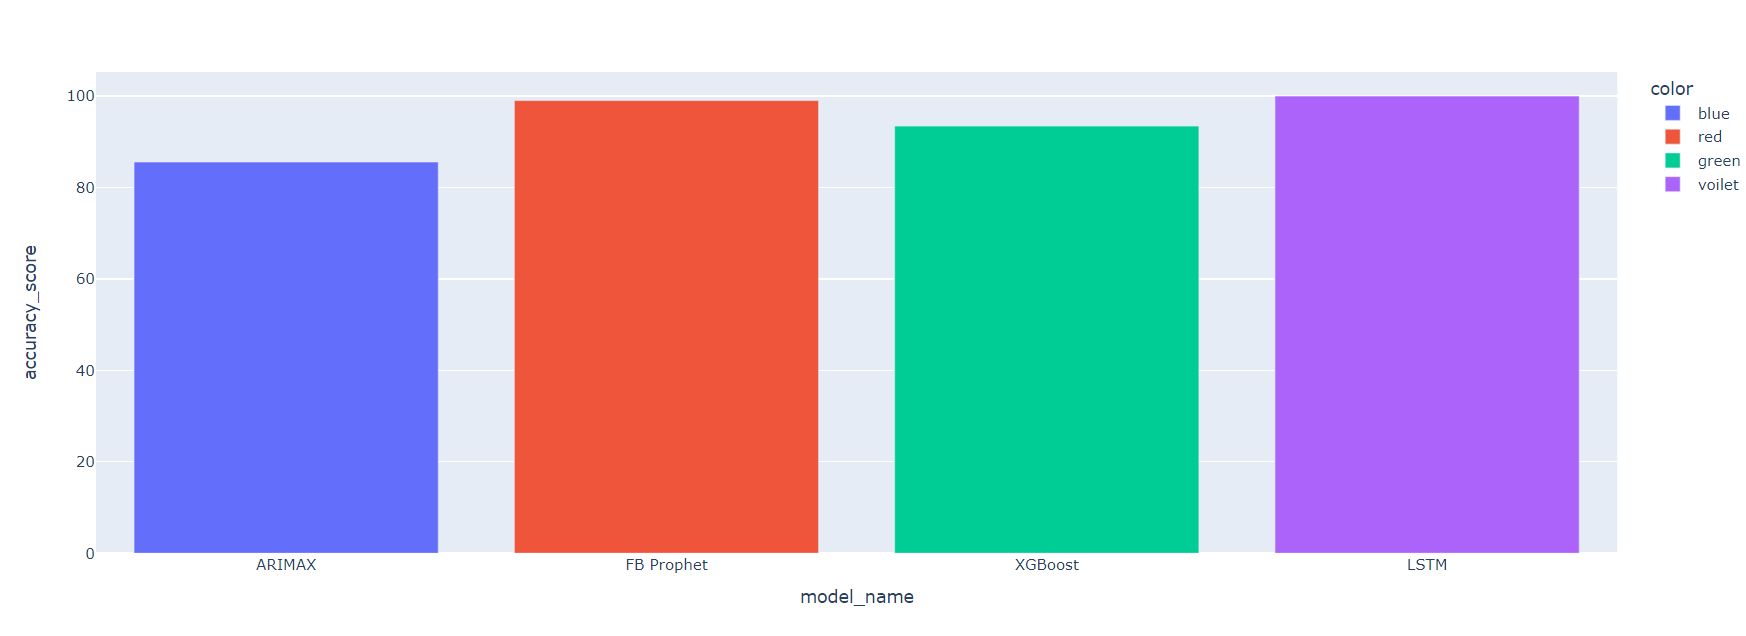 accuracy_score
100
80
60
40
20
0
ARIMAX
FB Prophet
XGBoost
LSTM
model_name
color
blue
red
green
voilet